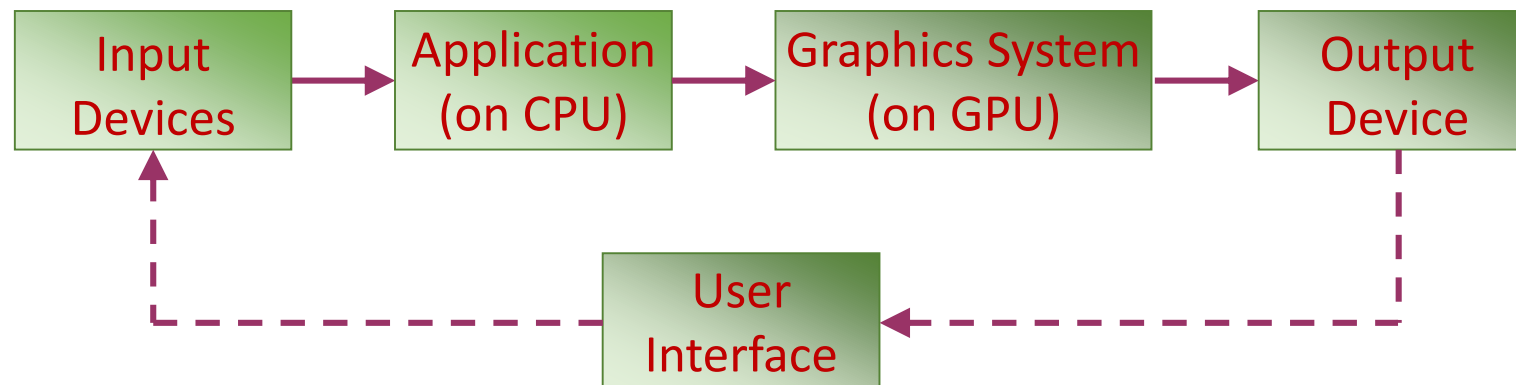 Input
Devices
Application
(on CPU)
Graphics System
(on GPU)
Output
Device
User
Interface